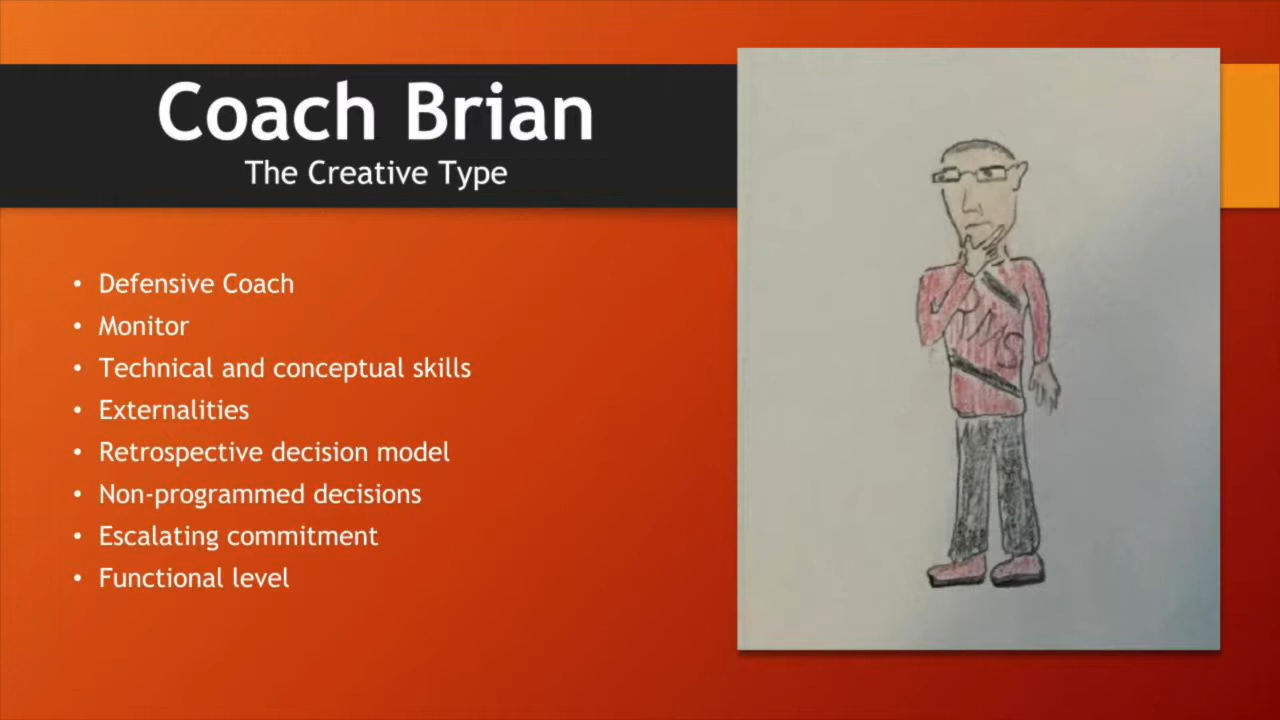 Coach Brian
The Creative Type
• Defensive Coach
• Monitor
• Technical and conceptual skills
• Externalities
• Retrospective decision model
• Non-programmed decisions
• Escalating commitment
• Functional level